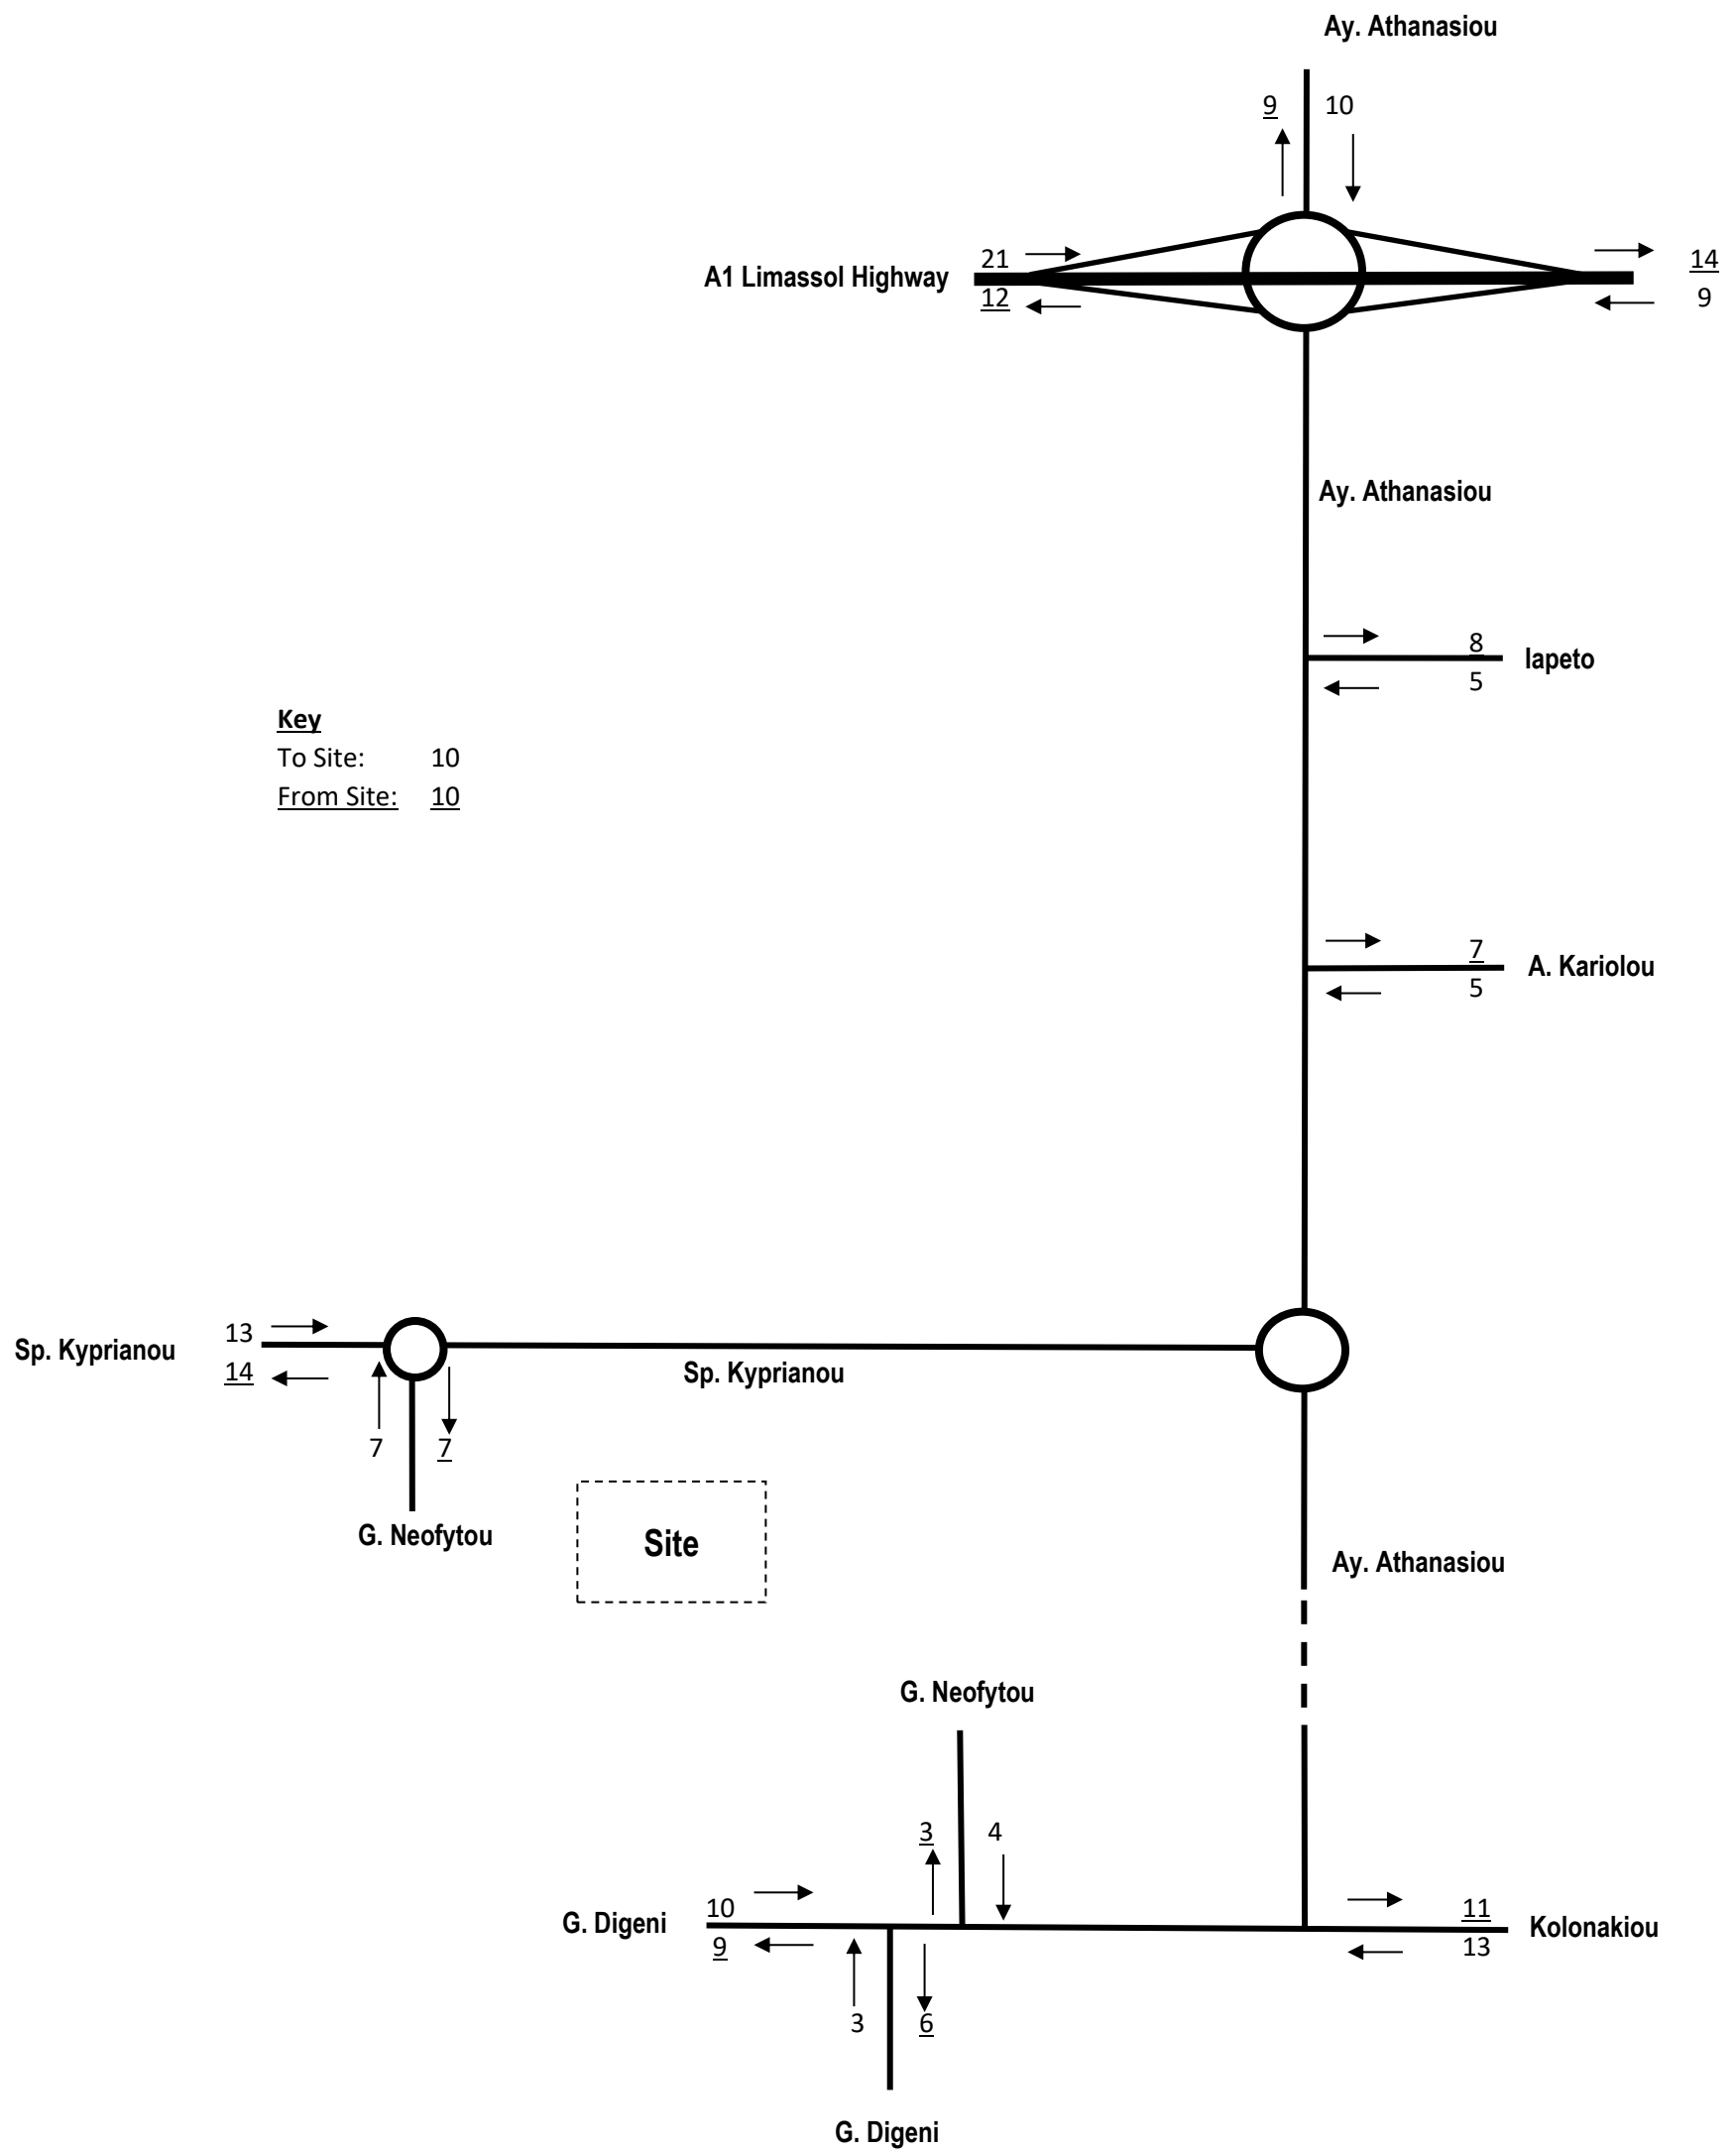 Ay. Athanasiou
9 10
21 14
A1 Limassol Highway
12 9
Ay. Athanasiou
8
Iapeto
5
Key
To Site: 10
From Site: 10
7
A. Kariolou
5
13
Sp. Kyprianou
14
Sp. Kyprianou
7 7
G. Neofytou
Site
Ay. Athanasiou
G. Neofytou
3 4
10 11
G. Digeni Kolonakiou
9 13
3 6
G. Digeni